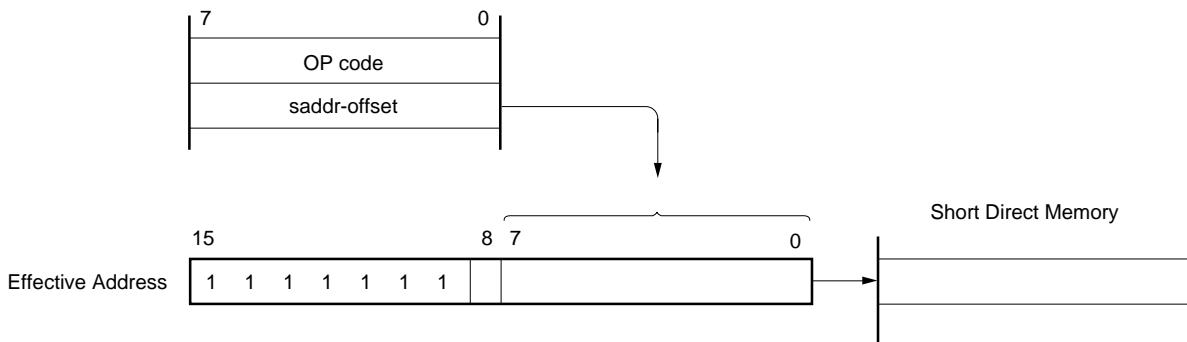 7 0
OP code
saddr-offset
Short Direct Memory
15 8 7 0
Effective Address 1 1 1 1 1 1 1